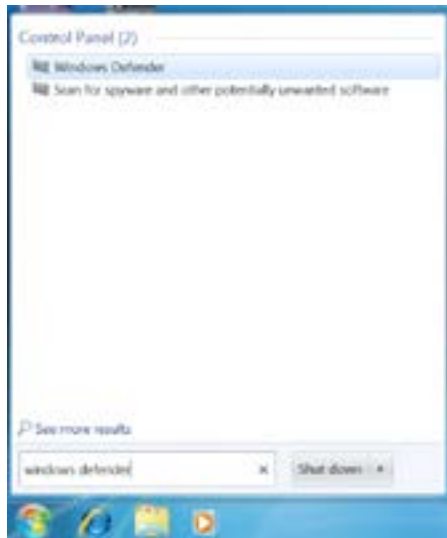 Control Panel (2)
Windows Defender
Scan for spyware and other potentially unwanted software
See more results
windows defender
Shut down